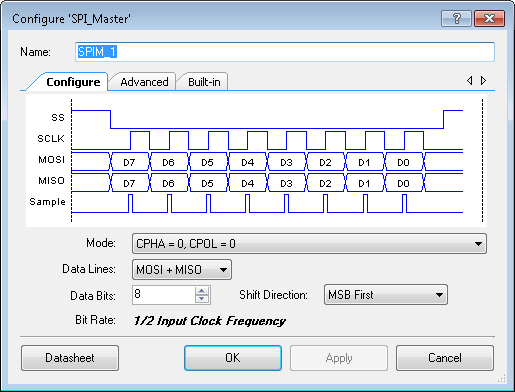 Configure 'SPI_Master'
Name: SPIM_1
Configure Advanced Built-in
SS
SCLK
MOSI D7 D6 D5 D4 D3 D2 D1 D0
MISO D7 D6 D5 D4 D3 D2 D1 D0
Sample
Mode: CPHA = 0, CPOL = 0
Data Lines: MOSI + MISO
Data Bits: 8 Shift Direction: MSB First
Bit Rate: 1/2 Input Clock Frequency
Datasheet OK Apply Cancel